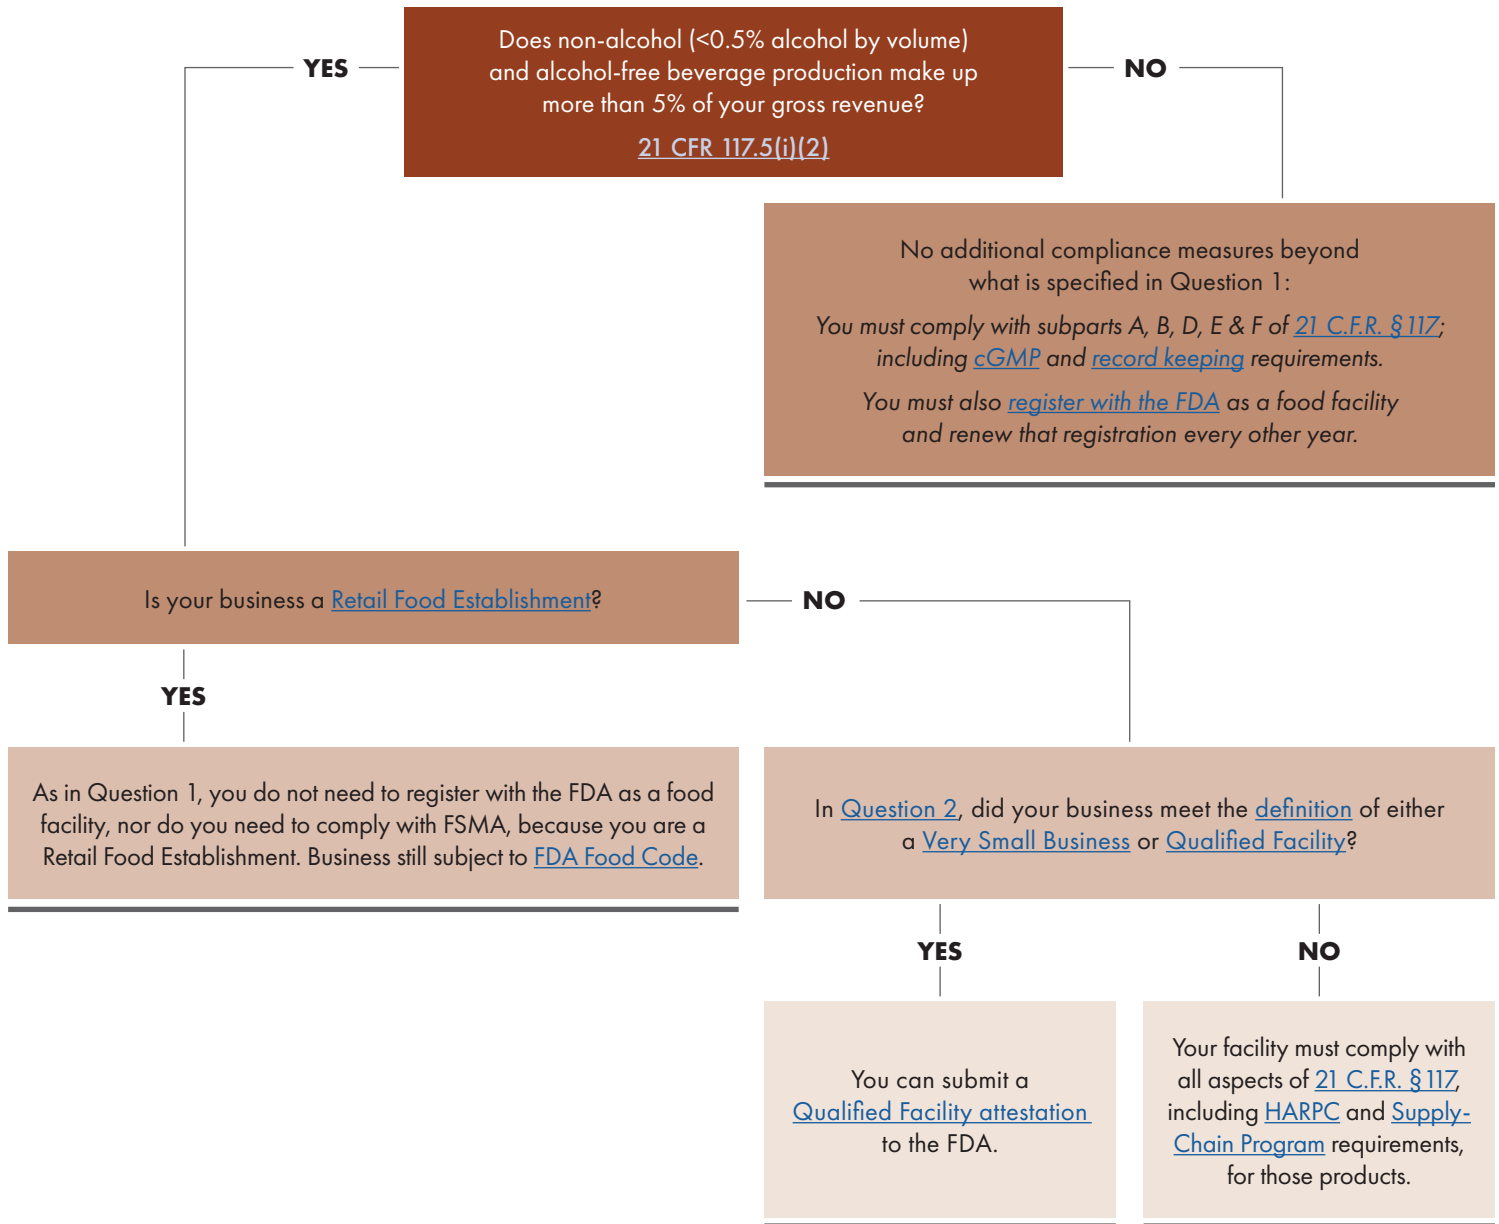 Does non-alcohol (<0.5% alcohol by volume)
and alcohol-free beverage production make up
more than 5% of your gross revenue?
21 CFR 117.5(i)(2)
YES
NO
No additional compliance measures beyond
what is specified in Question 1:
You must comply with subparts A, B, D, E & F of 21 C.F.R. § 117;
including cGMP and record keeping requirements.
You must also register with the FDA as a food facility
and renew that registration every other year.
Is your business a Retail Food Establishment?
NO
YES
As in Question 1, you do not need to register with the FDA as a food
facility, nor do you need to comply with FSMA, because you are a
Retail Food Establishment. Business still subject to FDA Food Code.
In Question 2, did your business meet the definition of either
a Very Small Business or Qualified Facility?
YES
NO
You can submit a
Qualified Facility attestation
to the FDA.
Your facility must comply with
all aspects of 21 C.F.R. § 117,
including HARPC and Supply-
Chain Program requirements,
for those products.